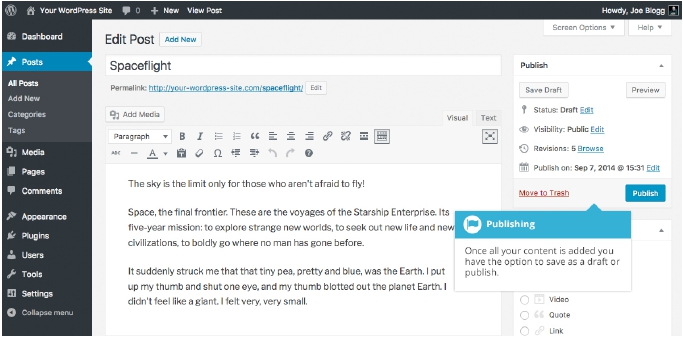 Your WordPress Site 0 + New View Post Howdy, Joe Blogg
Screen Options ▼ Help ▼
Dashboard
Posts
All Posts
Add New
Categories
Tags
Media
Pages
Comments
Appearance
Plugins
Users
Tools
Settings
Collapse menu
Edit Post Add New
Spaceflight
Permalink: http://your-wordpress-site.com/spaceflight/ Edit
Add Media
Visual Text
Paragraph B I
ABC A Ω
The sky is the limit only for those who aren't afraid to fly!
Space, the final frontier. These are the voyages of the Starship Enterprise. Its
five-year mission: to explore strange new worlds, to seek out new life and new
civilizations, to boldly go where no man has gone before.
It suddenly struck me that that tiny pea, pretty and blue, was the Earth. I put
up my thumb and shut one eye, and my thumb blotted out the planet Earth. I
didn't feel like a giant. I felt very, very small.
Publish
Save Draft Preview
Status: Draft Edit
Visibility: Public Edit
Revisions: 5 Browse
Publish on: Sep 7, 2014 @ 15:31 Edit
Move to Trash Publish
Publishing
Once all your content is added you
have the option to save as a draft or
publish.
Video
Quote
Link